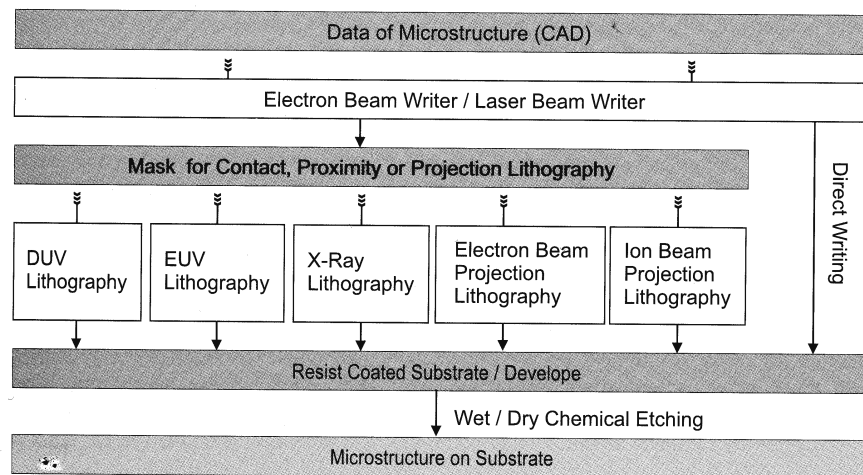 Data of Microstructure (CAD)
Electron Beam Writer / Laser Beam Writer
Mask for Contact, Proximity or Projection Lithography
Direct Writing
DUV
Lithography
EUV
Lithography
X-Ray
Lithography
Electron Beam
Projection
Lithography
Ion Beam
Projection
Lithography
Resist Coated Substrate / Develope
Wet / Dry Chemical Etching
Microstructure on Substrate